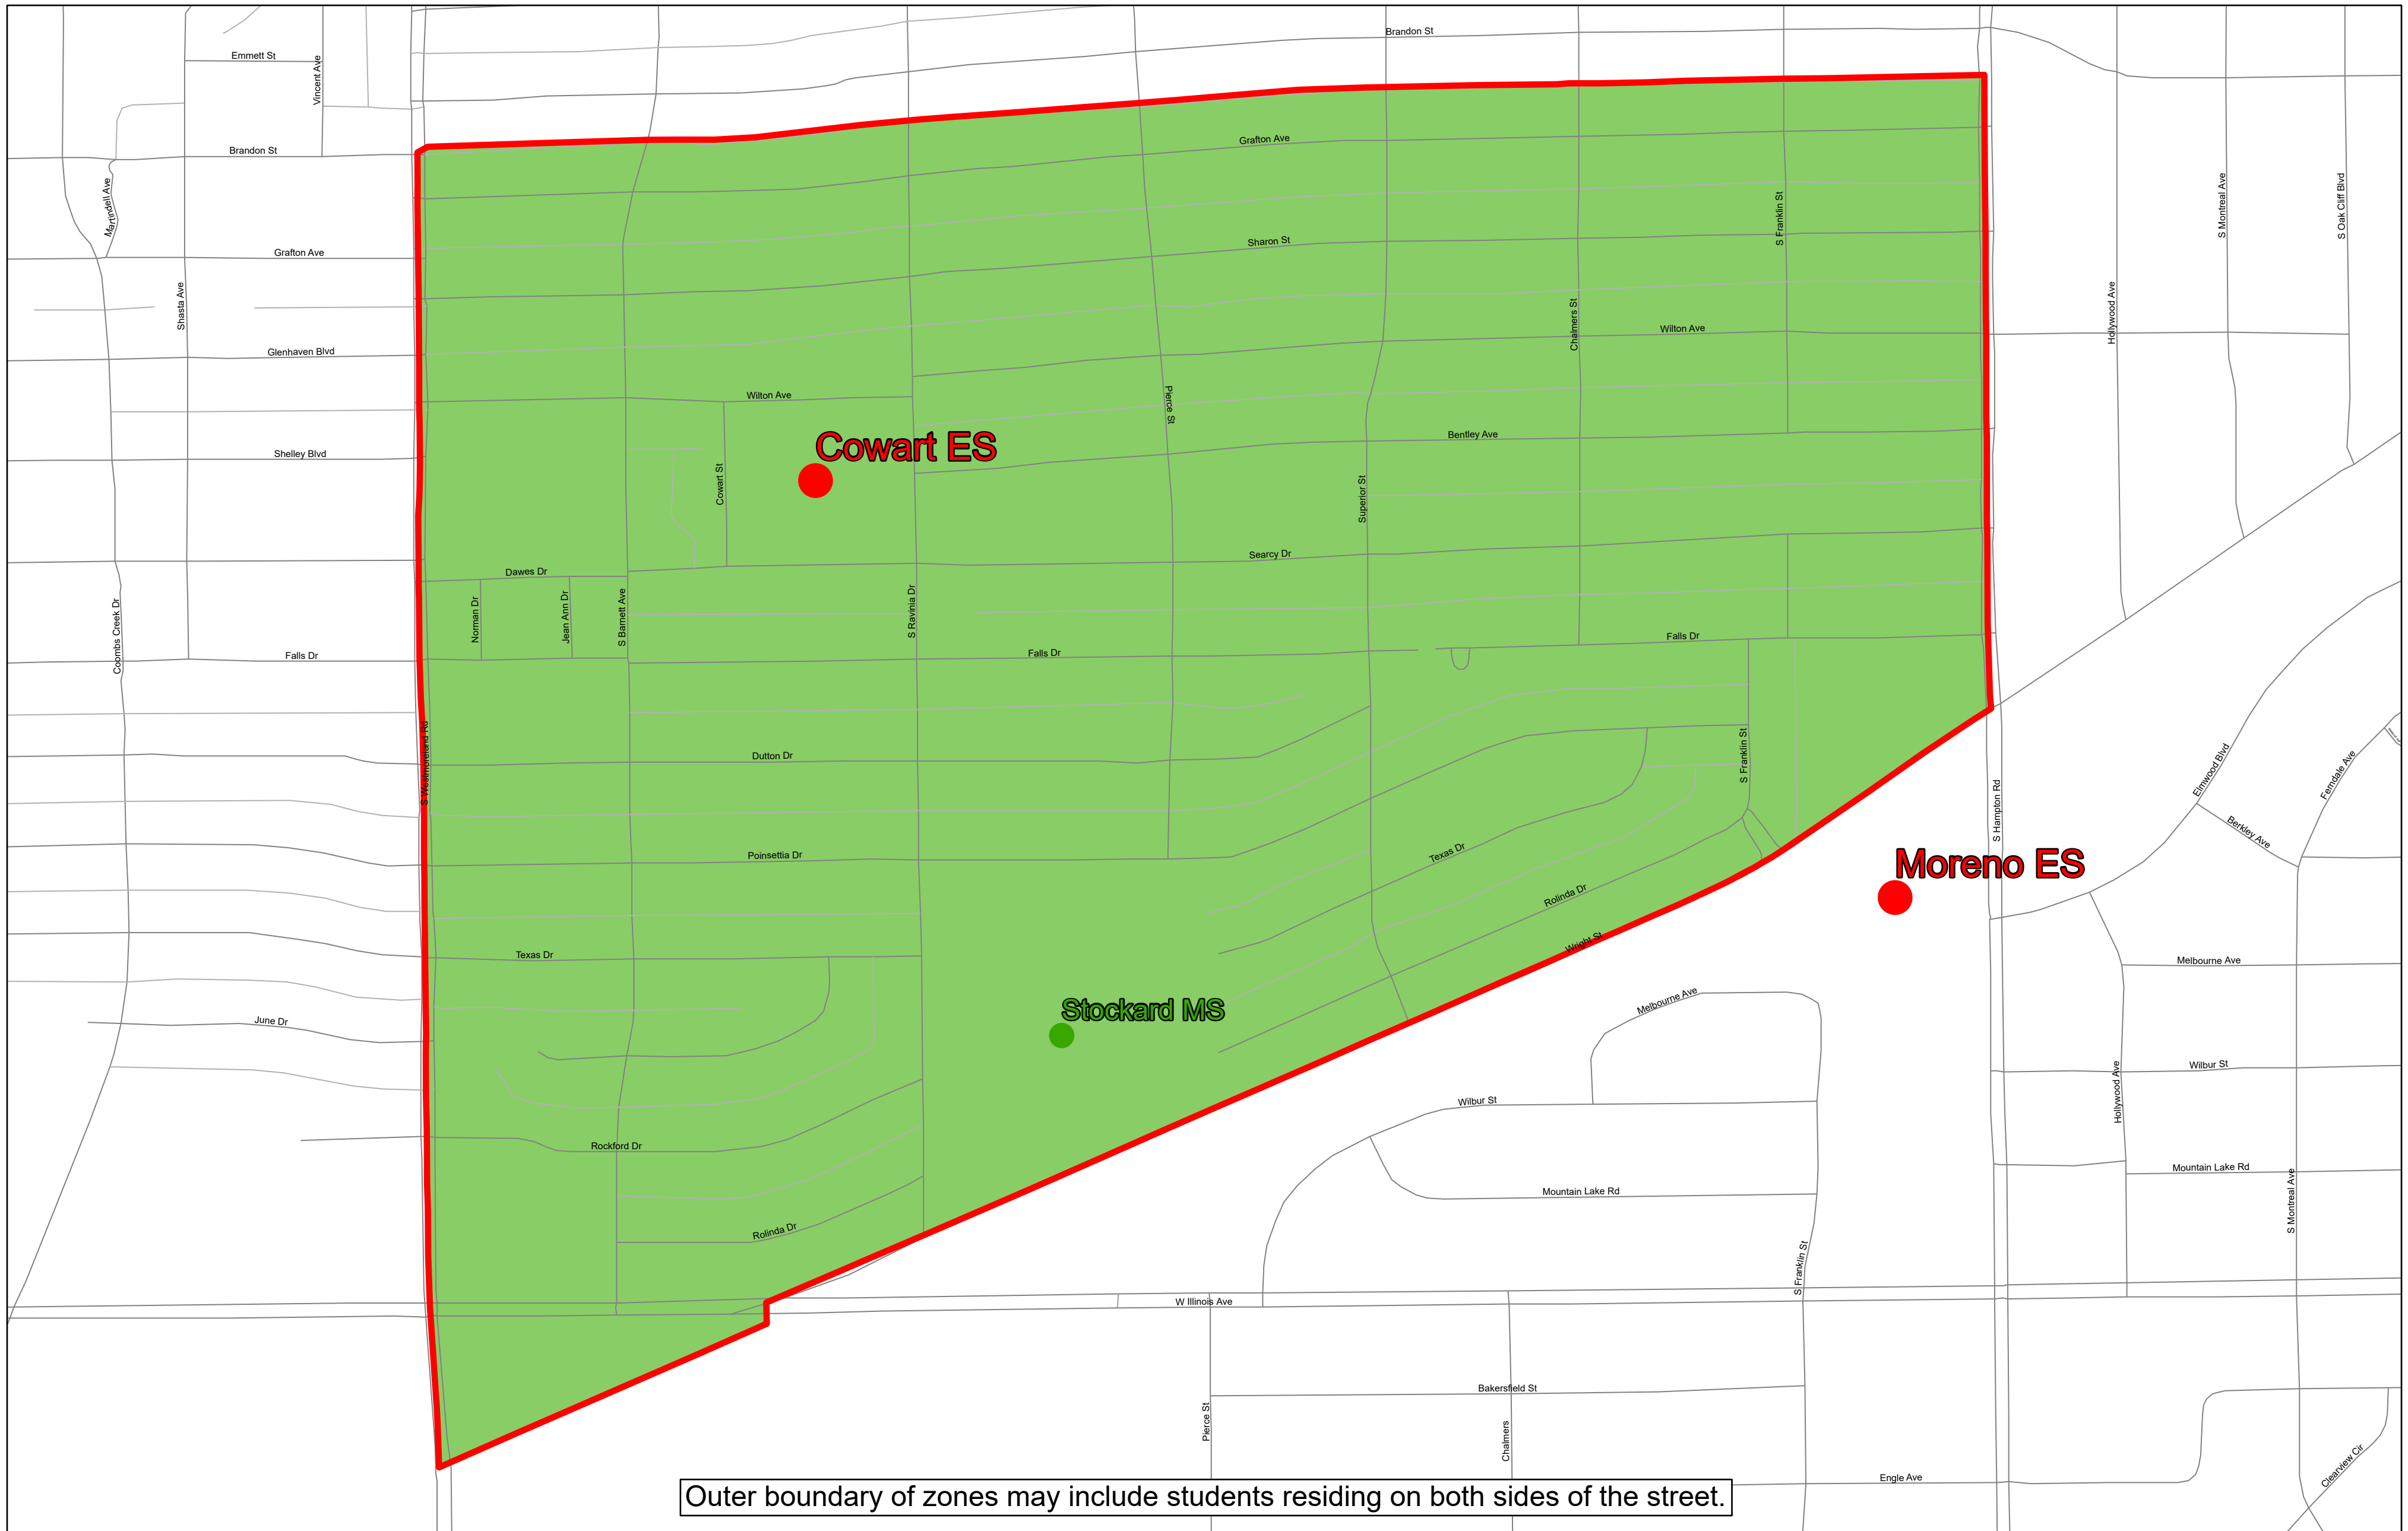 Brandon St
Emmett St
Vincent Ave
Brandon St
Grafton Ave
Martindell Ave
S Franklin St
S Montreal Ave
S Oak Cliff Blvd
Grafton Ave
Sharon St
Shasta Ave
Chalmers St
Hollywood Ave
Glenhaven Blvd
Wilton Ave
Wilton Ave
Pierce St
Cowart ES
Bentley Ave
Shelley Blvd
Cowart St
Superior St
Searcy Dr
Dawes Dr
Norman Dr
Jean Ann Dr
S Barnett Ave
S Ravinia Dr
Coombs Creek Dr
Falls Dr
Falls Dr
Falls Dr
S Westmoreland Rd
Dutton Dr
S Franklin St
Elmwood Blvd
Ferndale Ave
S Hampton Rd
Berkley Ave
Poinsettia Dr
Texas Dr
Moreno ES
Rolinda Dr
Wright St
Texas Dr
Melbourne Ave
Stockard MS
Melbourne Ave
June Dr
Wilbur St
Hollywood Ave
Wilbur St
Rockford Dr
Mountain Lake Rd
Mountain Lake Rd
S Montreal Ave
Rolinda Dr
S Franklin St
W Illinois Ave
Bakersfield St
Pierce St
Chalmers
Clearview Cir
Engle Ave
Outer boundary of zones may include students residing on both sides of the street.